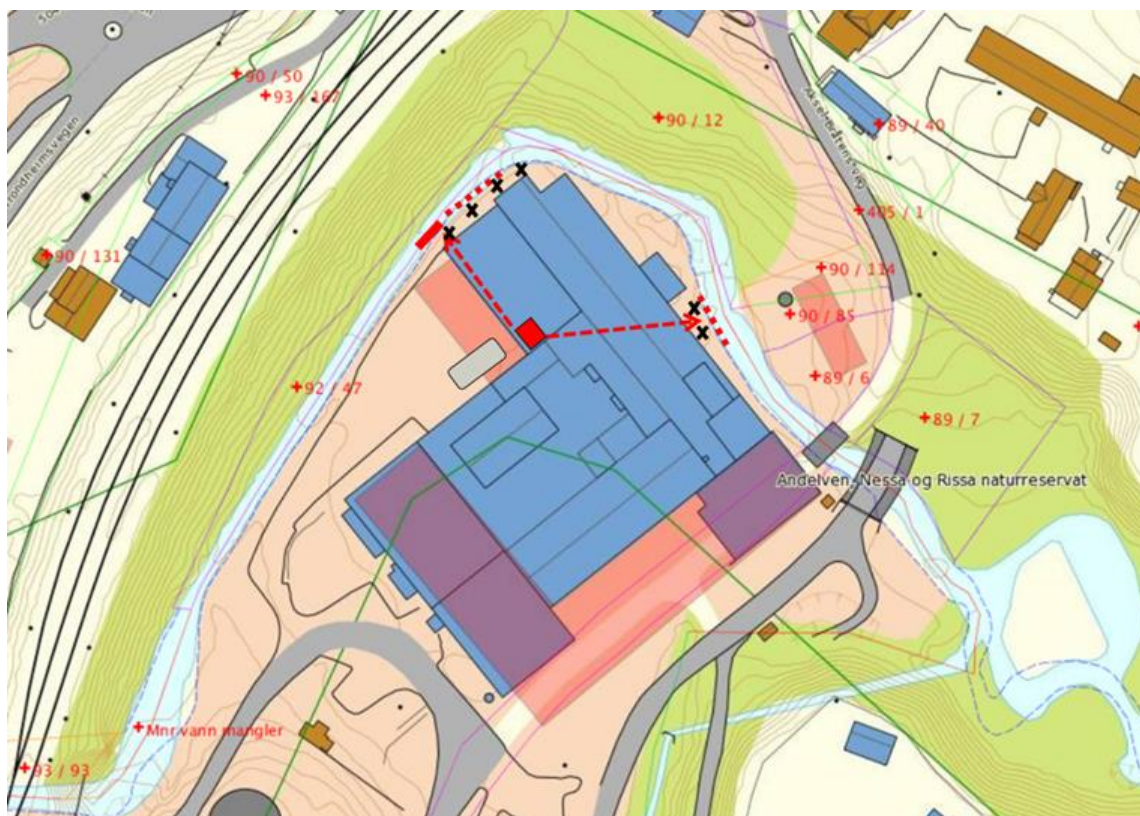 90 / 50
93 / 167
90 / 12
89 / 40
405 / 1
90 / 131
90 / 114
90 / 85
89 / 6
92 / 47
89 / 7
Andelven, Nessa og Rissa naturreservat
Mnr vann mangler
93 / 93